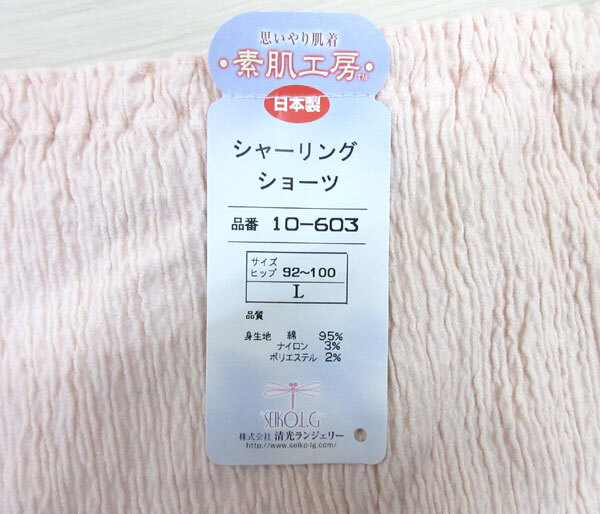 思いやり肌着
・素肌工房・™
日本製
シャーリング
ショーツ
品番 10-603
サイズ
ヒップ 92～100
L
品質
身生地 綿 95%
ナイロン 3%
ポリエステル 2%
SEIKO.L.G
株式会社 清光ランジェリー
http://www.seiko-lg.com/